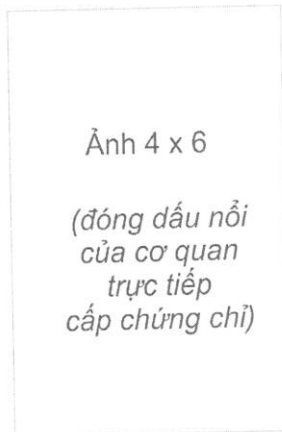 Ảnh 4 x 6
(đóng dấu nổi
của cơ quan
trực tiếp
cấp chứng chỉ)